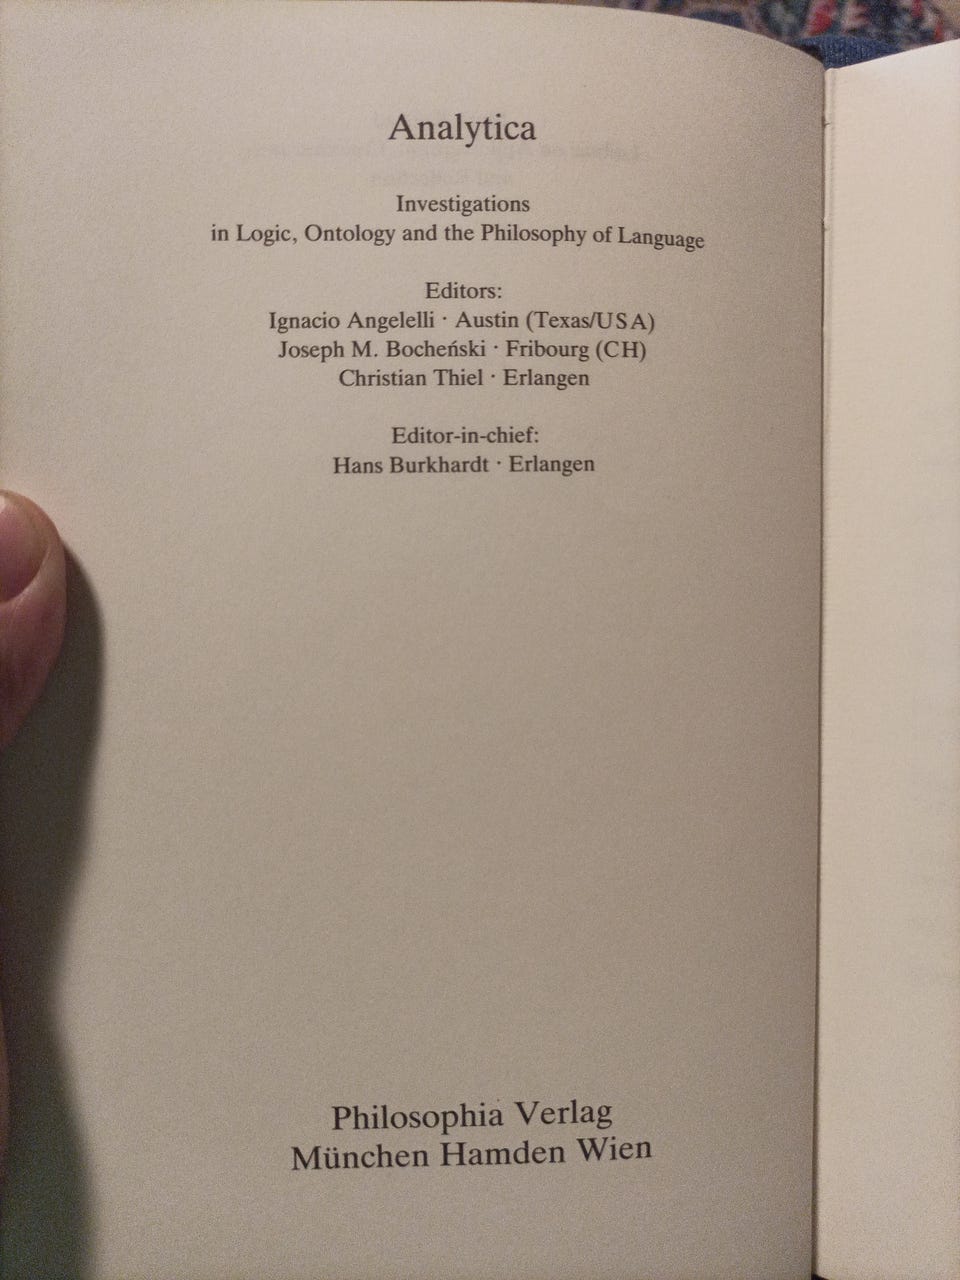 Analytica
Investigations
in Logic, Ontology and the Philosophy of Language
Editors:
Ignacio Angelelli · Austin (Texas/USA)
Joseph M. Bocheński · Fribourg (CH)
Christian Thiel · Erlangen
Editor-in-chief:
Hans Burkhardt · Erlangen
Philosophia Verlag
München Hamden Wien